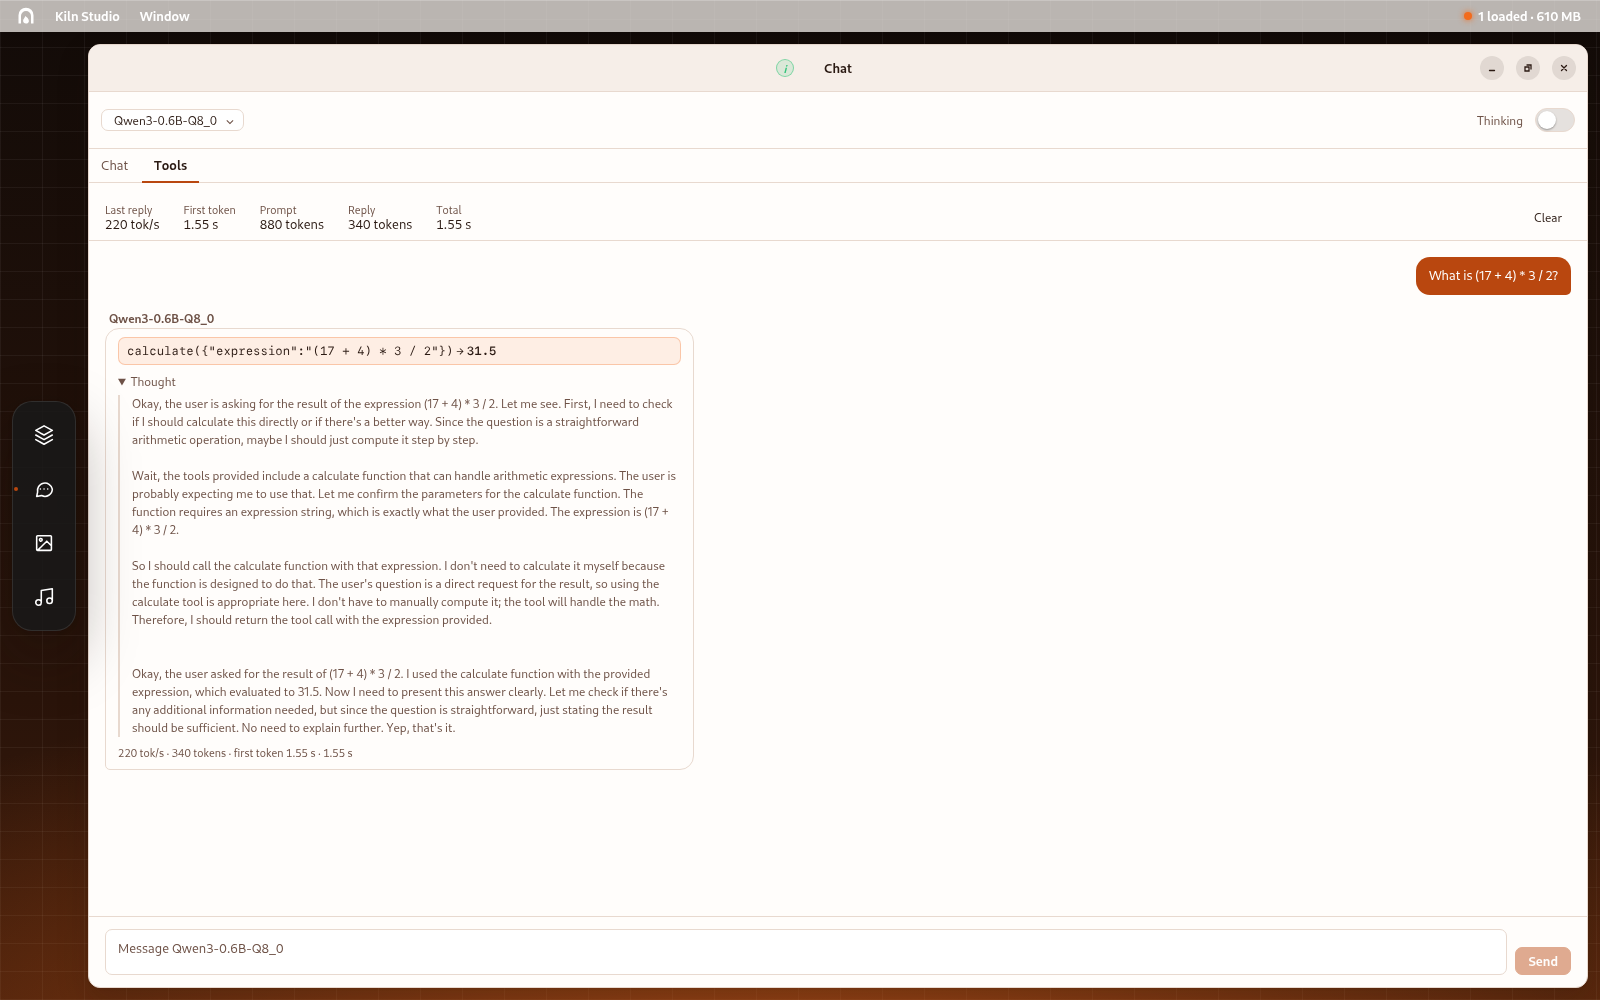 Kiln Studio
Window
1 loaded · 610 MB
i
Chat
Qwen3-0.6B-Q8_0
Thinking
Chat
Tools
Last reply
220 tok/s
First token
1.55 s
Prompt
880 tokens
Reply
340 tokens
Total
1.55 s
Clear
What is (17 + 4) * 3 / 2?
Qwen3-0.6B-Q8_0
calculate({"expression":"(17 + 4) * 3 / 2"}) → 31.5
▼ Thought
Okay, the user is asking for the result of the expression (17 + 4) * 3 / 2. Let me see. First, I need to check
if I should calculate this directly or if there's a better way. Since the question is a straightforward
arithmetic operation, maybe I should just compute it step by step.
Wait, the tools provided include a calculate function that can handle arithmetic expressions. The user is
probably expecting me to use that. Let me confirm the parameters for the calculate function. The
function requires an expression string, which is exactly what the user provided. The expression is (17 +
4) * 3 / 2.
So I should call the calculate function with that expression. I don't need to calculate it myself because
the function is designed to do that. The user's question is a direct request for the result, so using the
calculate tool is appropriate here. I don't have to manually compute it; the tool will handle the math.
Therefore, I should return the tool call with the expression provided.
Okay, the user asked for the result of (17 + 4) * 3 / 2. I used the calculate function with the provided
expression, which evaluated to 31.5. Now I need to present this answer clearly. Let me check if there's
any additional information needed, but since the question is straightforward, just stating the result
should be sufficient. No need to explain further. Yep, that's it.
220 tok/s · 340 tokens · first token 1.55 s · 1.55 s
Message Qwen3-0.6B-Q8_0
Send